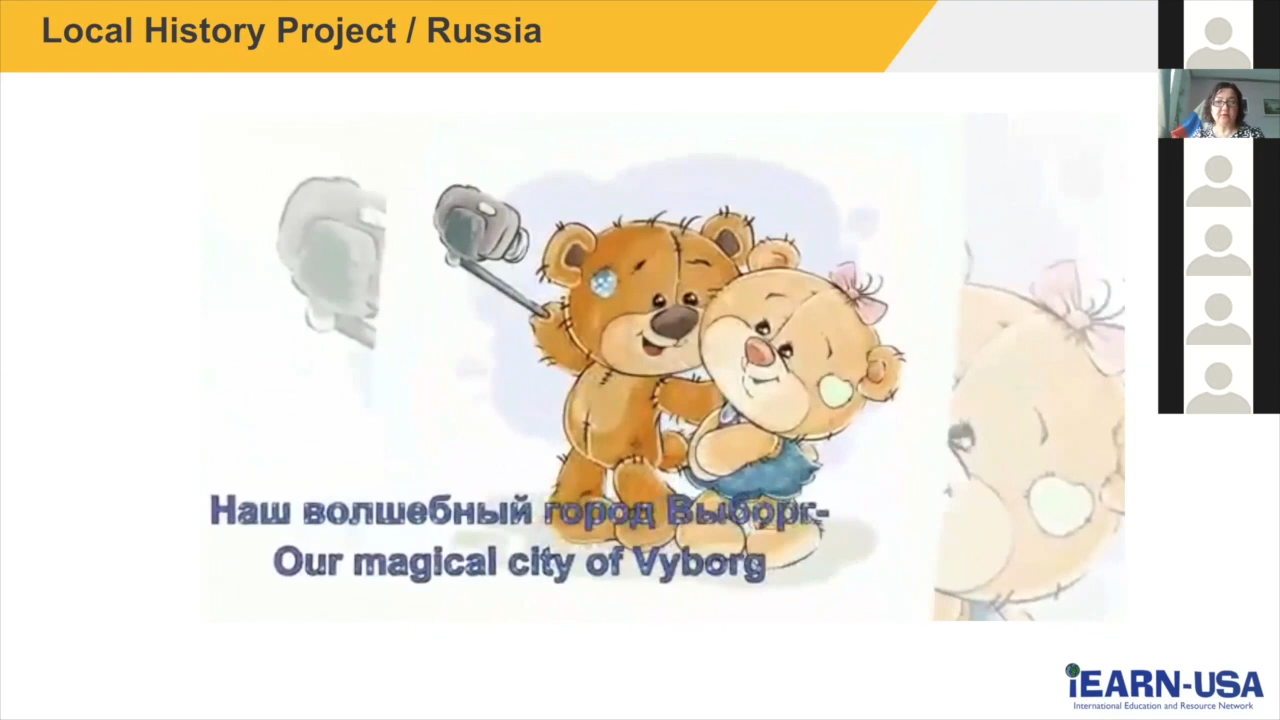 Local History Project / Russia
Наш волшебный город Выборг-
Our magical city of Vyborg
iEARN-USA
International Education and Resource Network